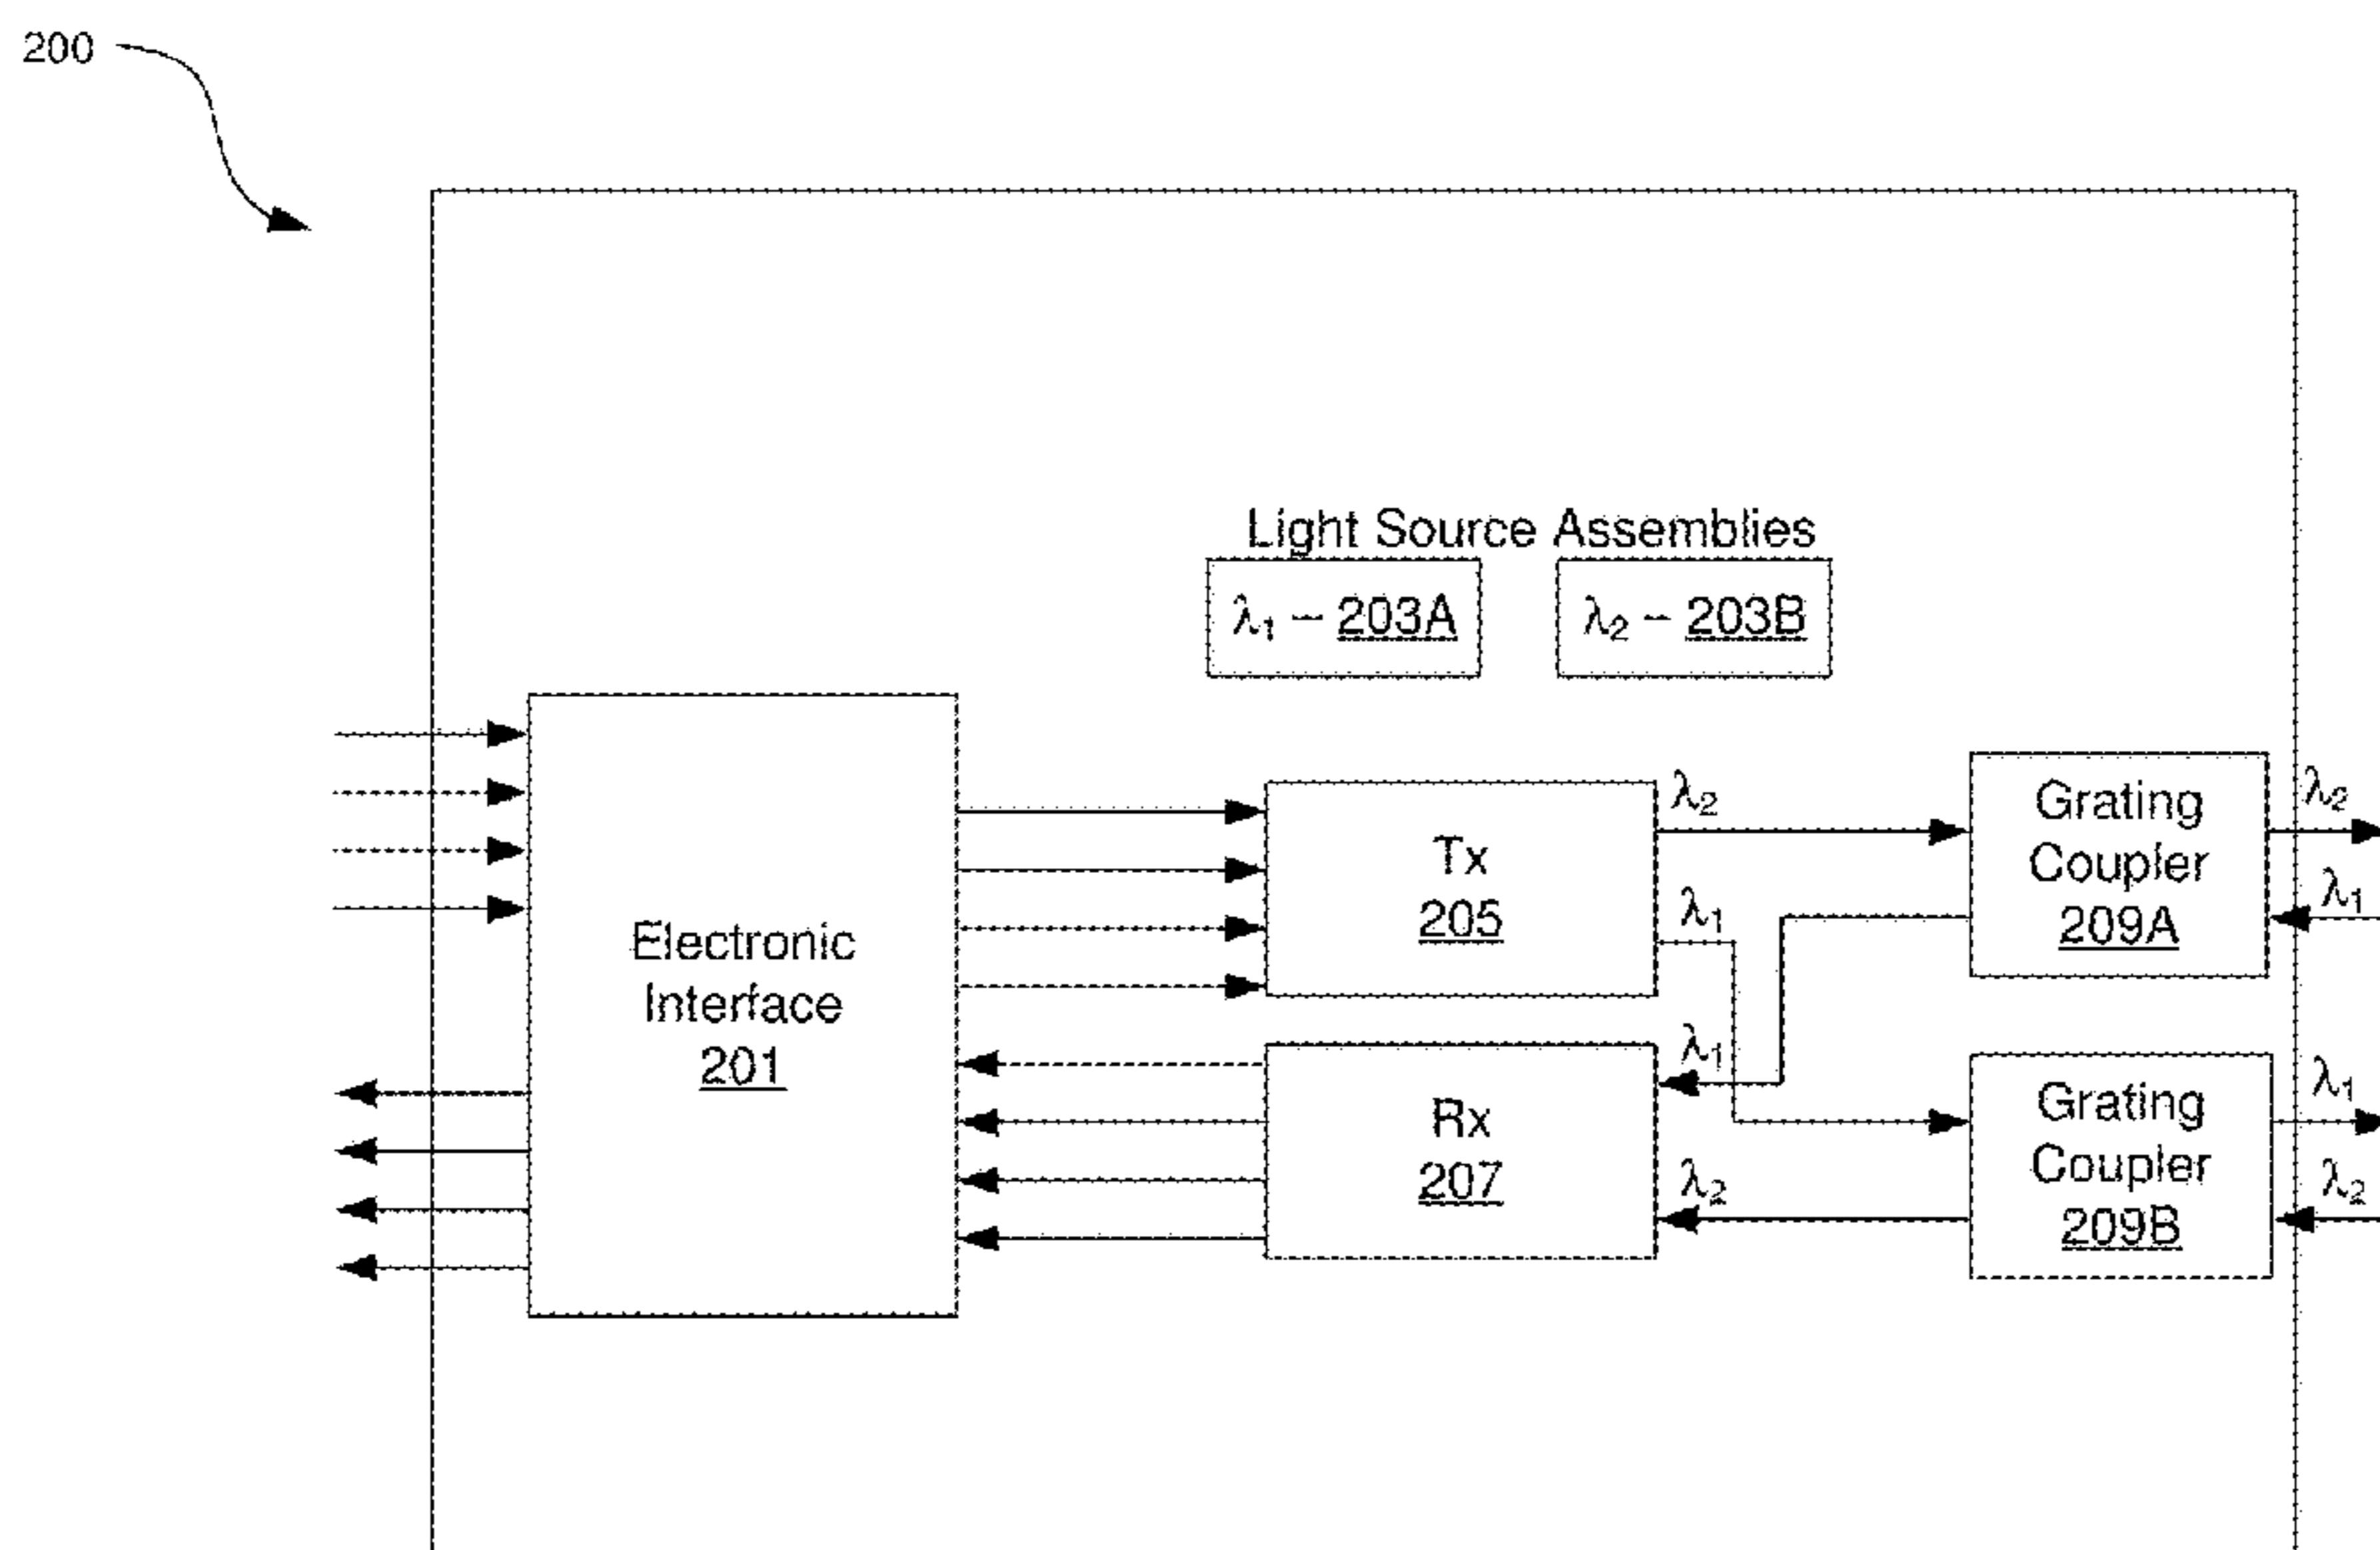 200
Light Source Assemblies
λ₁ – 203A
λ₂ – 203B
Electronic
Interface
201
Tx
205
Rx
207
λ₂
λ₁
λ₁
λ₂
Grating
Coupler
209A
Grating
Coupler
209B
λ₂
λ₁
λ₁
λ₂